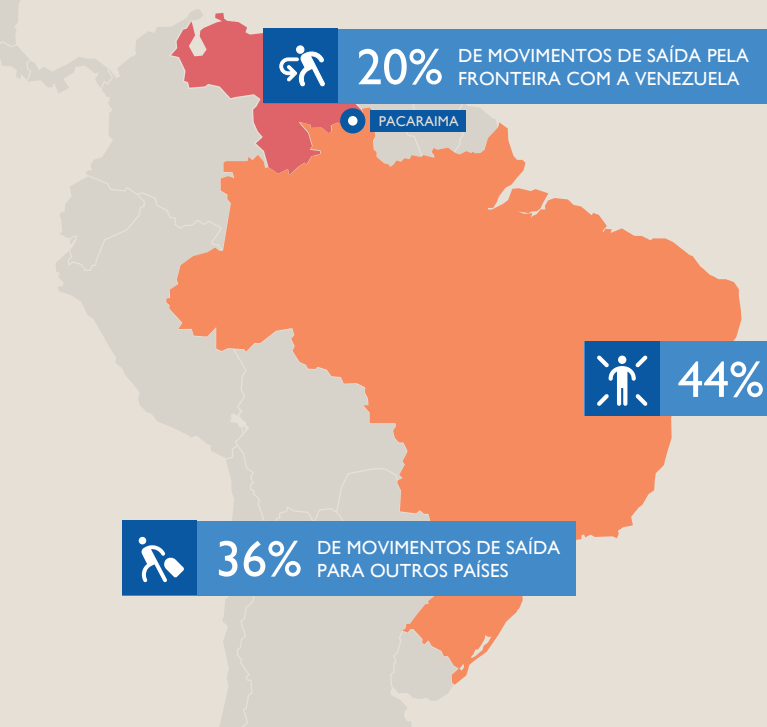 20%
DE MOVIMENTOS DE SAÍDA PELA
FRONTEIRA COM A VENEZUELA
PACARAIMA
44%
36%
DE MOVIMENTOS DE SAÍDA
PARA OUTROS PAÍSES